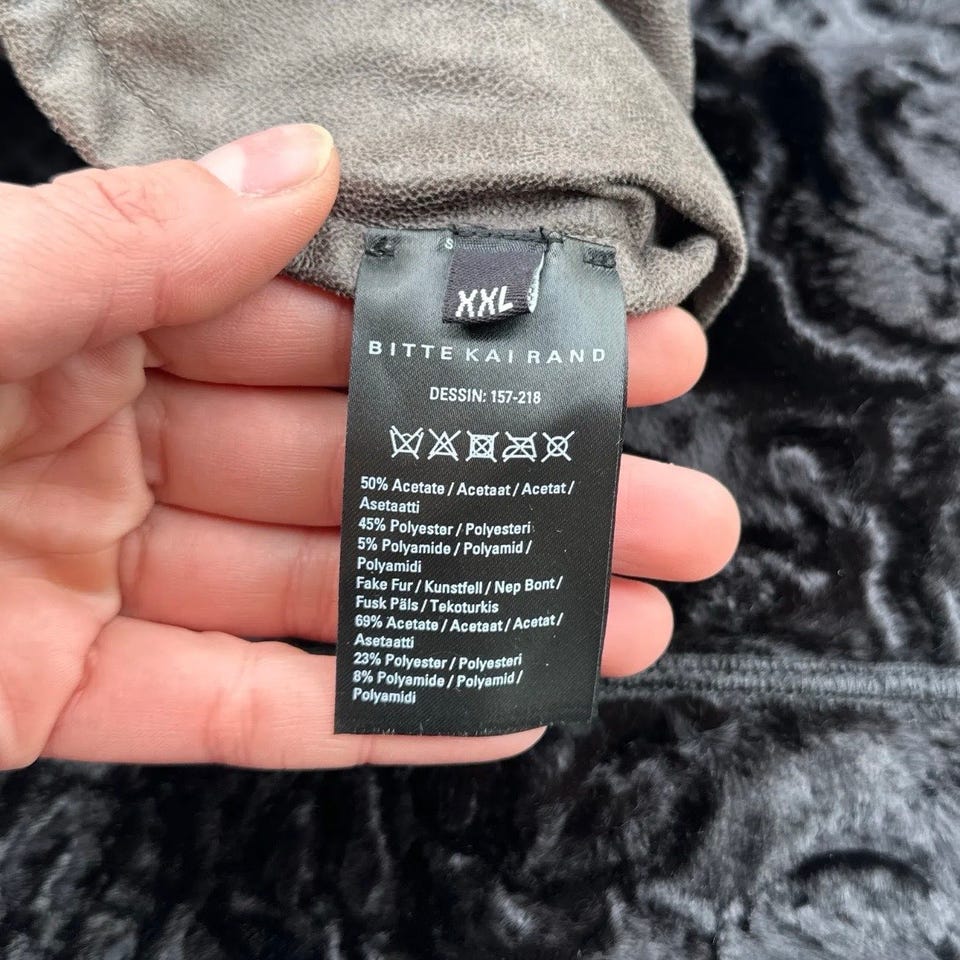 S
XXL
BITTE KAI RAND
DESSIN: 157-218
50% Acetate / Acetaat / Acetat /
Asetaatti
45% Polyester / Polyesteri
5% Polyamide / Polyamid /
Polyamidi
Fake Fur / Kunstfell / Nep Bont /
Fusk Päls / Tekoturkis
69% Acetate / Acetaat / Acetat /
Asetaatti
23% Polyester / Polyesteri
8% Polyamide / Polyamid /
Polyamidi